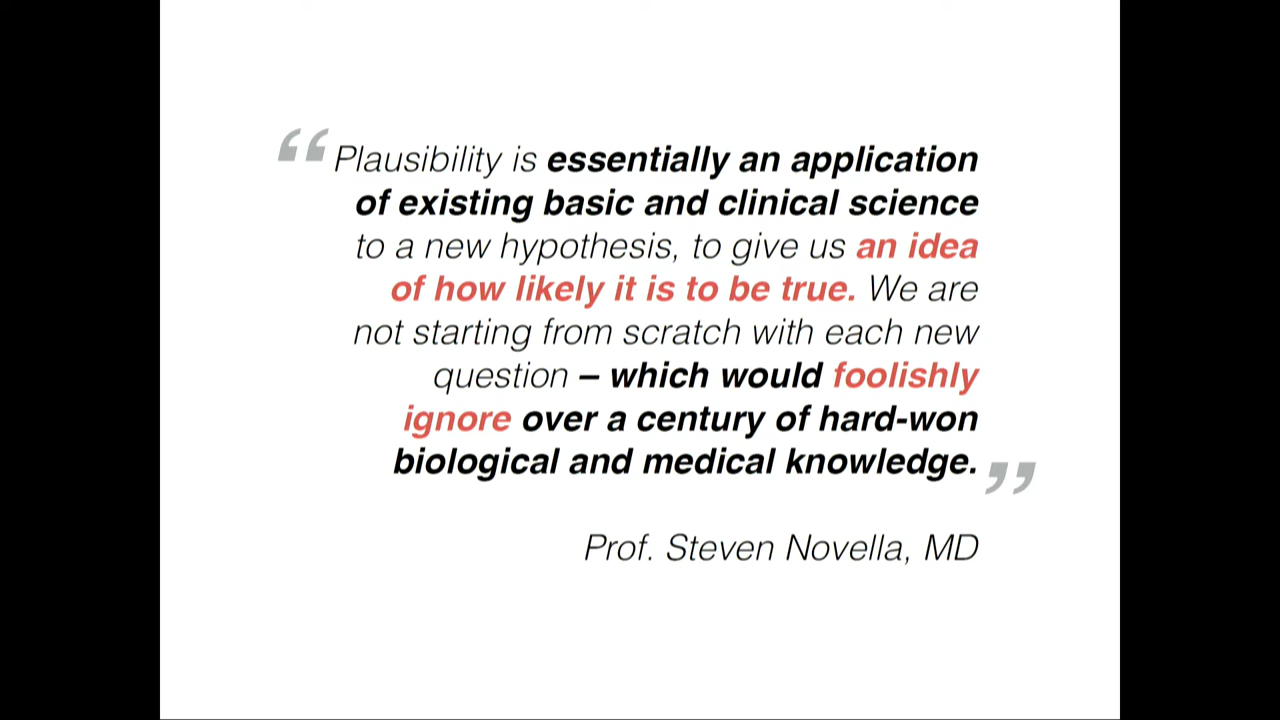 “Plausibility is essentially an application
of existing basic and clinical science
to a new hypothesis, to give us an idea
of how likely it is to be true. We are
not starting from scratch with each new
question – which would foolishly
ignore over a century of hard-won
biological and medical knowledge.”
Prof. Steven Novella, MD